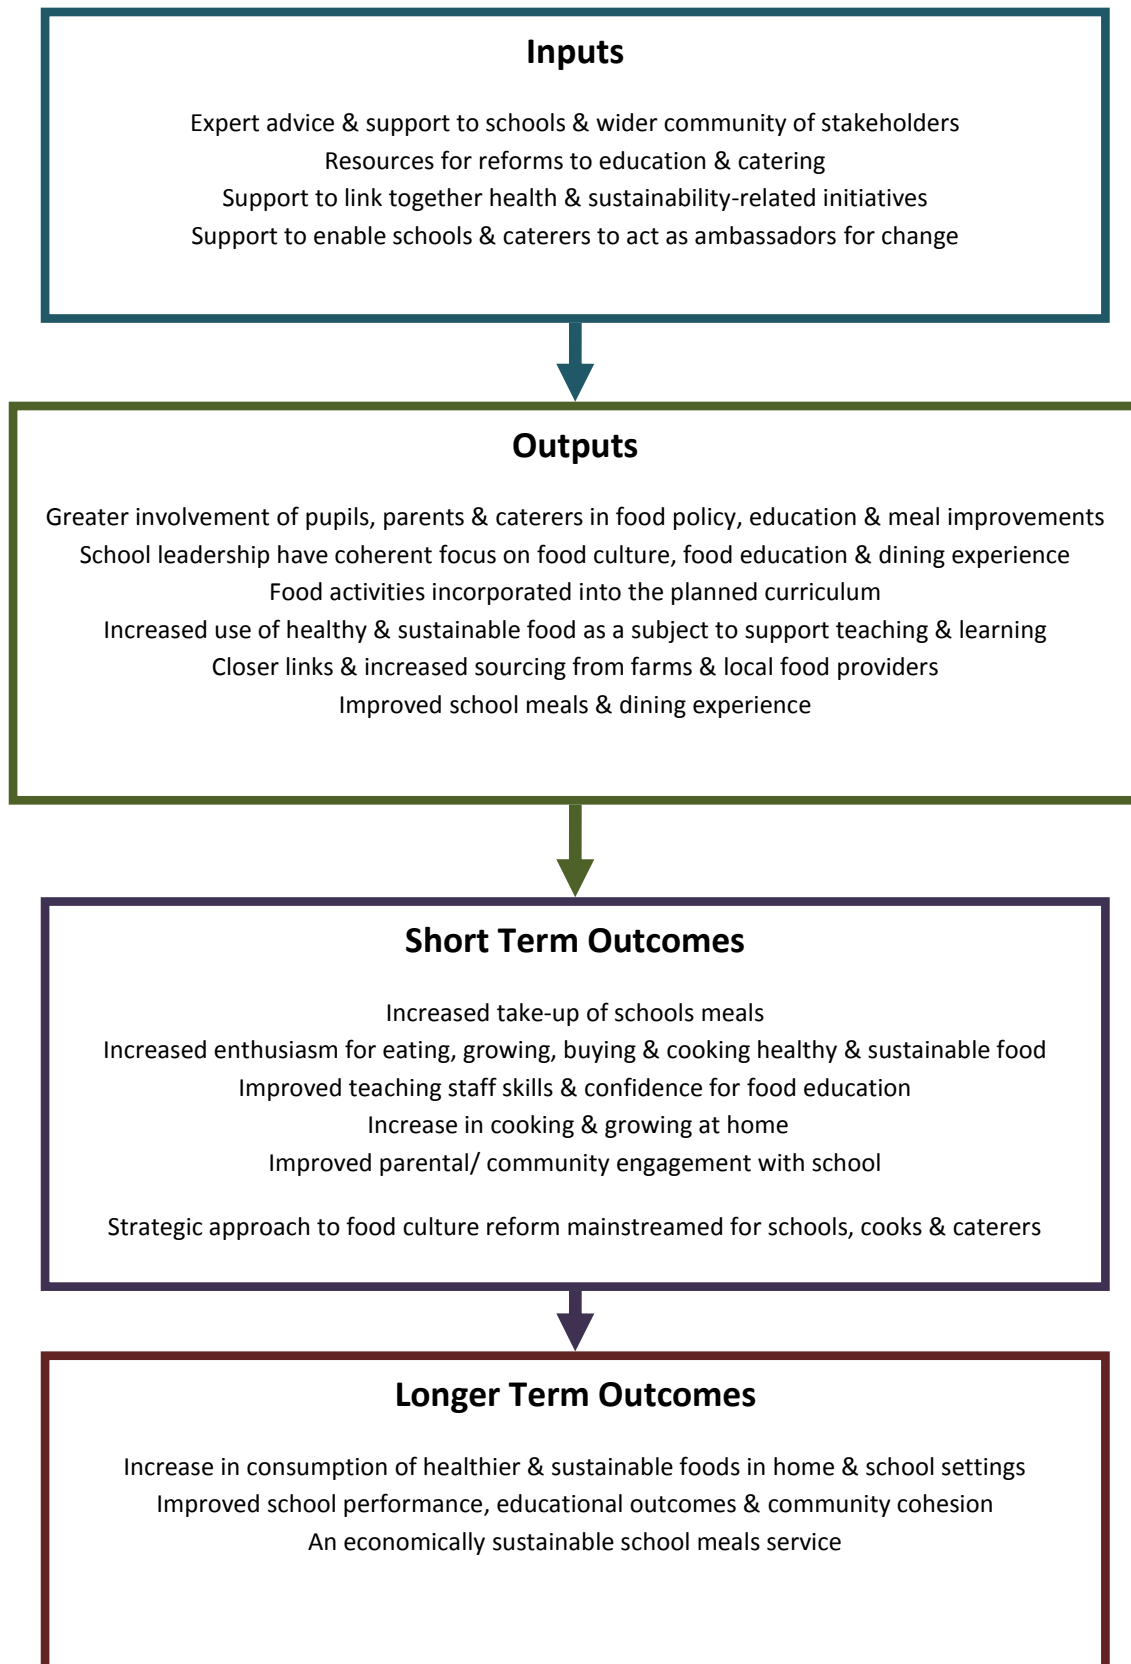 Inputs
Expert advice & support to schools & wider community of stakeholders
Resources for reforms to education & catering
Support to link together health & sustainability-related initiatives
Support to enable schools & caterers to act as ambassadors for change
Outputs
Greater involvement of pupils, parents & caterers in food policy, education & meal improvements
School leadership have coherent focus on food culture, food education & dining experience
Food activities incorporated into the planned curriculum
Increased use of healthy & sustainable food as a subject to support teaching & learning
Closer links & increased sourcing from farms & local food providers
Improved school meals & dining experience
Short Term Outcomes
Increased take-up of schools meals
Increased enthusiasm for eating, growing, buying & cooking healthy & sustainable food
Improved teaching staff skills & confidence for food education
Increase in cooking & growing at home
Improved parental/ community engagement with school
Strategic approach to food culture reform mainstreamed for schools, cooks & caterers
Longer Term Outcomes
Increase in consumption of healthier & sustainable foods in home & school settings
Improved school performance, educational outcomes & community cohesion
An economically sustainable school meals service